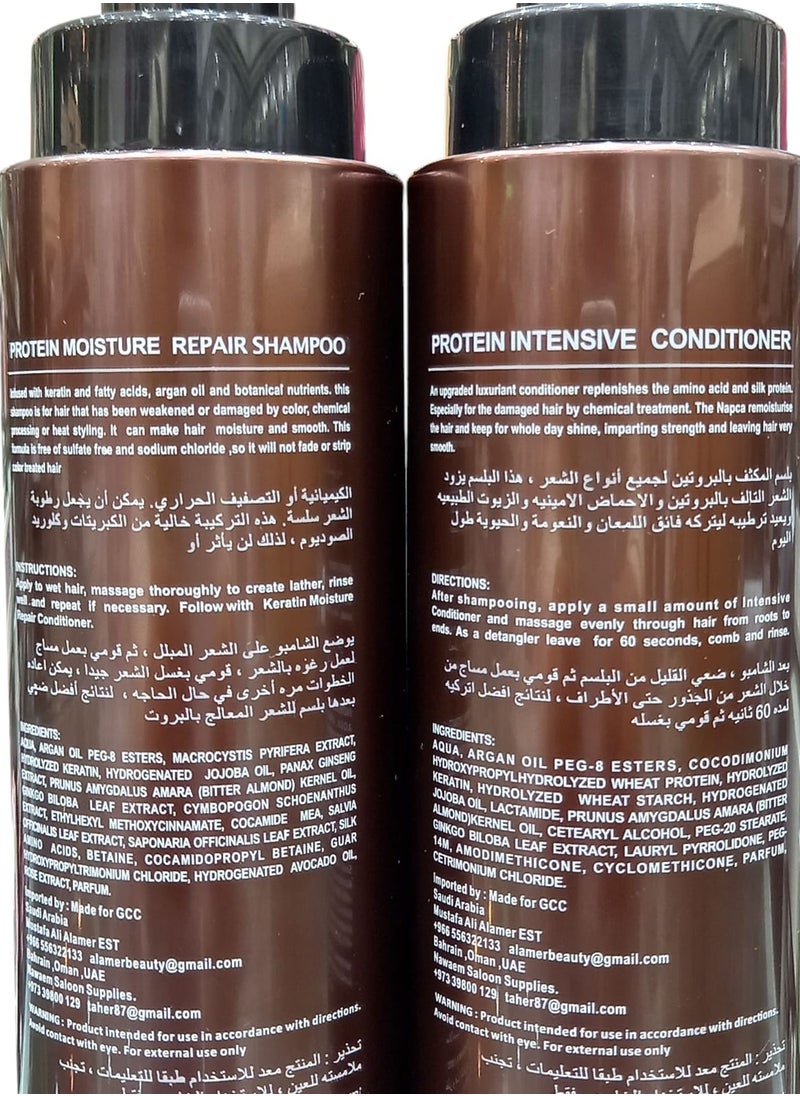 PROTEIN MOISTURE REPAIR SHAMPOO
Infused with keratin and fatty acids, argan oil and botanical nutrients. this
shampoo is for hair that has been weakened or damaged by color, chemical
processing or heat styling. It can make hair moisture and smooth. This
formula is free of sulfate free and sodium chloride ,so it will not fade or strip
color treated hair
الكيميائية أو التصفيف الحراري. يمكن أن يجعل رطوبة
الشعر سلسة. هذه التركيبة خالية من الكبريتات وكلوريد
الصوديوم ، لذلك لن يأثر أو
INSTRUCTIONS:
Apply to wet hair, massage thoroughly to create lather, rinse
well and repeat if necessary. Follow with Keratin Moisture
Repair Conditioner.
يوضع الشامبو على الشعر المبلل ، ثم قومي بعمل مساج
لعمل رغوه بالشعر ، قومي بغسل الشعر جيدا ، يمكن اعاده
الخطوات مره أخرى في حال الحاجه ، لنتائج أفضل ضعي
بعدها بلسم للشعر المعالج بالبروت
INGREDIENTS:
AQUA, ARGAN OIL PEG-8 ESTERS, MACROCYSTIS PYRIFERA EXTRACT,
HYDROLYZED KERATIN, HYDROGENATED JOJOBA OIL, PANAX GINSENG
EXTRACT, PRUNUS AMYGDALUS AMARA (BITTER ALMOND) KERNEL OIL,
GINKGO BILOBA LEAF EXTRACT, CYMBOPOGON SCHOENANTHUS
EXTRACT, ETHYLHEXYL METHOXYCINNAMATE, COCAMIDE MEA, SALVIA
OFFICINALIS LEAF EXTRACT, SAPONARIA OFFICINALIS LEAF EXTRACT, SILK
AMINO ACIDS, BETAINE, COCAMIDOPROPYL BETAINE, GUAR
HYDROXYPROPYLTRIMONIUM CHLORIDE, HYDROGENATED AVOCADO OIL,
ROSE EXTRACT, PARFUM.
Imported by : Made for GCC
Saudi Arabia
Mustafa Ali Alamer EST
+966 556322133 alamerbeauty@gmail.com
Bahrain ,Oman ,UAE
Nawaem Saloon Supplies.
+973 39800 129 taher87@gmail.com
WARNING : Product intended for use in accordance with directions.
Avoid contact with eye. For external use only
تحذير : المنتج معد للاستخدام طبقا للتعليمات ، تجنب
ملامسته للعين ، للاستخدام
PROTEIN INTENSIVE CONDITIONER
An upgraded luxuriant conditioner replenishes the amino acid and silk protein.
Especially for the damaged hair by chemical treatment. The Napca remoisturise
the hair and keep for whole day shine, imparting strength and leaving hair very
smooth.
بلسم المكثف بالبروتين لجميع أنواع الشعر ، هذا البلسم يزود
الشعر التالف بالبروتين والاحماض الامينيه والزيوت الطبيعيه
ويعيد ترطيبه ليتركه فائق اللمعان والنعومة والحيوية طول
اليوم
DIRECTIONS:
After shampooing, apply a small amount of Intensive
Conditioner and massage evenly through hair from roots to
ends. As a detangler leave for 60 seconds, comb and rinse.
بعد الشامبو ، ضعي القليل من البلسم ثم قومي بعمل مساج من
خلال الشعر من الجذور حتى الأطراف ، لنتائج افضل اتركيه
لمده 60 ثانيه ثم قومي بغسله
INGREDIENTS:
AQUA, ARGAN OIL PEG-8 ESTERS, COCODIMONIUM
HYDROXYPROPYLHYDROLYZED WHEAT PROTEIN, HYDROLYZED
KERATIN, HYDROLYZED WHEAT STARCH, HYDROGENATED
JOJOBA OIL, LACTAMIDE, PRUNUS AMYGDALUS AMARA (BITTER
ALMOND)KERNEL OIL, CETEARYL ALCOHOL, PEG-20 STEARATE,
GINKGO BILOBA LEAF EXTRACT, LAURYL PYRROLIDONE, PEG-
14M, AMODIMETHICONE, CYCLOMETHICONE, PARFUM,
CETRIMONIUM CHLORIDE.
Imported by : Made for GCC
Saudi Arabia
Mustafa Ali Alamer EST
+966 556322133 alamerbeauty@gmail.com
Bahrain ,Oman ,UAE
Nawaem Saloon Supplies.
+973 39800 129 taher87@gmail.com
WARNING : Product intended for use in accordance with directions.
Avoid contact with eye. For external use only
تحذير : المنتج معد للاستخدام طبقا للتعليمات ، تجنب
ملامسته للعين ، للاستخدام فقط